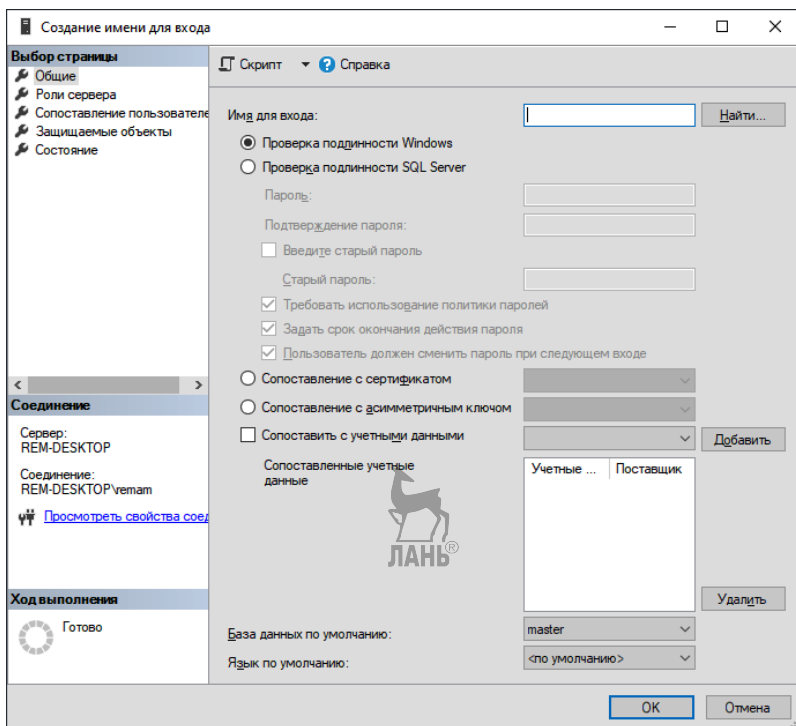 Создание имени для входа
Выбор страницы
Общие
Роли сервера
Сопоставление пользователе
Защищаемые объекты
Состояние
Скрипт
Справка
Имя для входа:
Найти...
Проверка подлинности Windows
Проверка подлинности SQL Server
Пароль:
Подтверждение пароля:
Введите старый пароль
Старый пароль:
Требовать использование политики паролей
Задать срок окончания действия пароля
Пользователь должен сменить пароль при следующем входе
Сопоставление с сертификатом
Сопоставление с асимметричным ключом
Сопоставить с учетными данными
Добавить
Сопоставленные учетные
данные
Учетные ... Поставщик
ЛАНЬ®
Удалить
База данных по умолчанию:
master
Язык по умолчанию:
<по умолчанию>
Соединение
Сервер:
REM-DESKTOP
Соединение:
REM-DESKTOP\remam
Просмотреть свойства соед
Ход выполнения
Готово
OK
Отмена